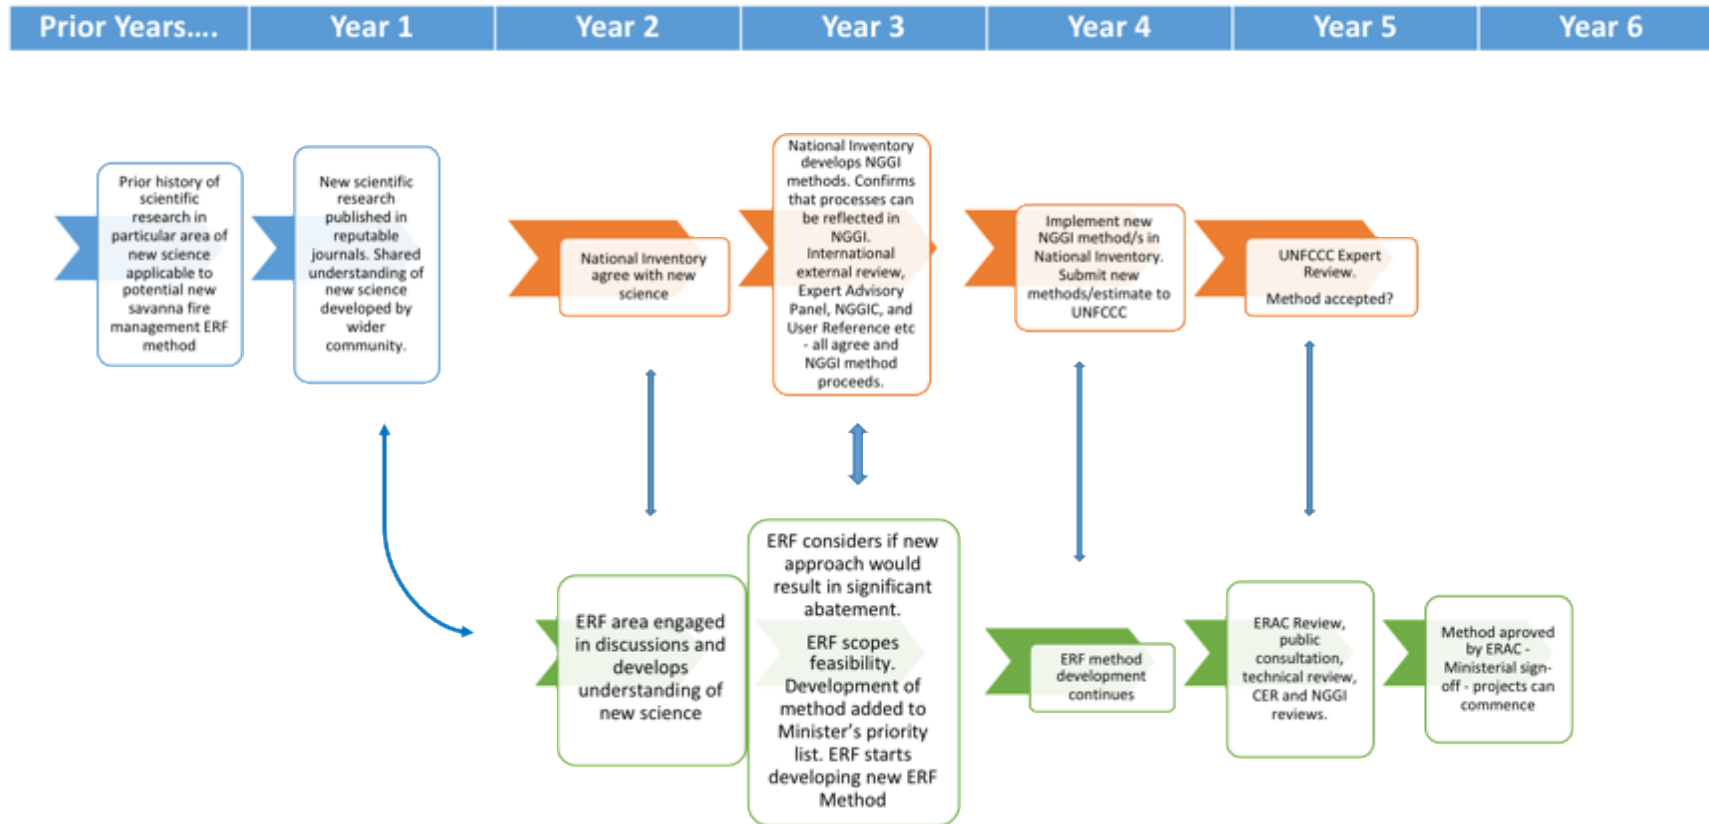 Prior Years....
Year 1
Year 2
Year 3
Year 4
Year 5
Year 6
Prior history of
scientific
research in
particular area of
new science
applicable to
potential new
savanna fire
management ERF
method
New scientific
research
published in
reputable
journals. Shared
understanding of
new science
developed by
wider
community.
National Inventory
agree with new
science
National Inventory
develops NGGI
methods. Confirms
that processes can
be reflected in
NGGI.
International
external review,
Expert Advisory
Panel, NGGIC, and
User Reference etc
- all agree and
NGGI method
proceeds.
Implement new
NGGI method/s in
National Inventory.
Submit new
methods/estimate to
UNFCCC
UNFCCC Expert
Review.
Method accepted?
ERF area engaged
in discussions and
develops
understanding of
new science
ERF considers if new
approach would
result in significant
abatement.
ERF scopes
feasibility.
Development of
method added to
Minister's priority
list. ERF starts
developing new ERF
Method
ERF method
development
continues
ERAC Review,
public
consultation,
technical review,
CER and NGGI
reviews.
Method aproved
by ERAC -
Ministerial sign-
off - projects can
commence